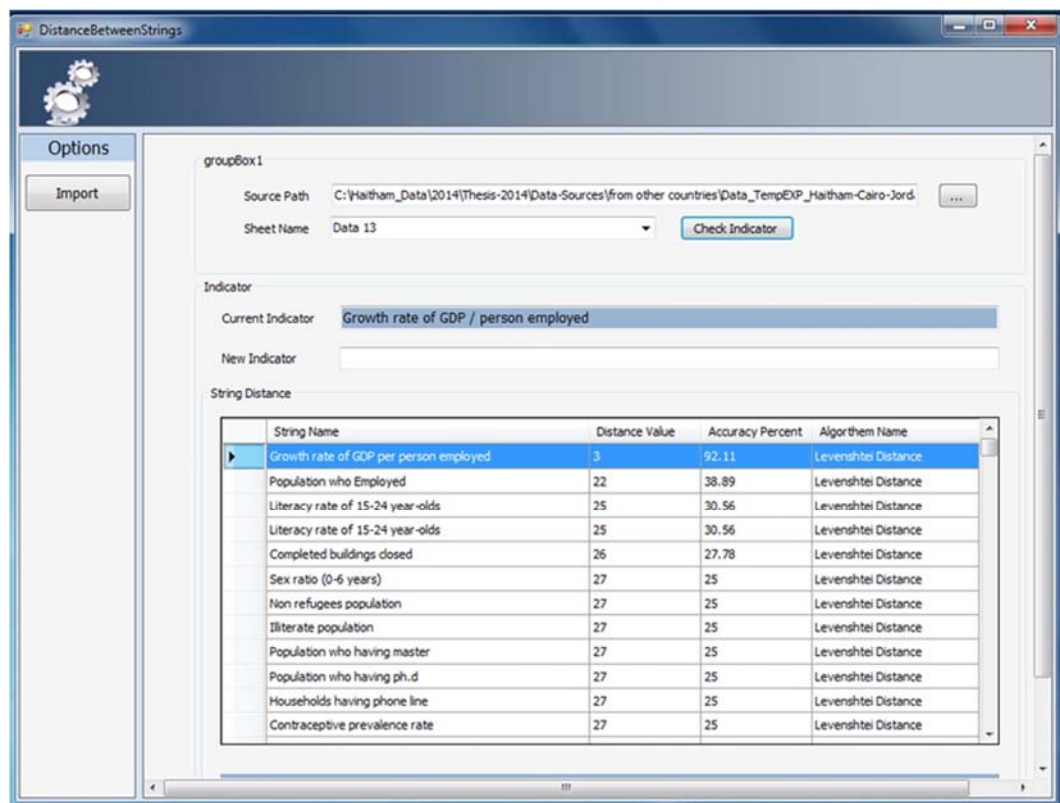 DistanceBetweenStrings
Options
Import
groupBox1
Source Path C:\Haitham_Data\2014\Thesis-2014\Data-Sources\from other countries\Data_TempEXP_Haitham-Cairo-Jord. ...
Sheet Name Data 13 Check Indicator
Indicator
Current Indicator Growth rate of GDP / person employed
New Indicator
String Distance
String Name Distance Value Accuracy Percent Algorthem Name
Growth rate of GDP per person employed 3 92.11 Levenshtei Distance
Population who Employed 22 38.89 Levenshtei Distance
Literacy rate of 15-24 year-olds 25 30.56 Levenshtei Distance
Literacy rate of 15-24 year-olds 25 30.56 Levenshtei Distance
Completed buildings closed 26 27.78 Levenshtei Distance
Sex ratio (0-6 years) 27 25 Levenshtei Distance
Non refugees population 27 25 Levenshtei Distance
Illiterate population 27 25 Levenshtei Distance
Population who having master 27 25 Levenshtei Distance
Population who having ph.d 27 25 Levenshtei Distance
Households having phone line 27 25 Levenshtei Distance
Contraceptive prevalence rate 27 25 Levenshtei Distance